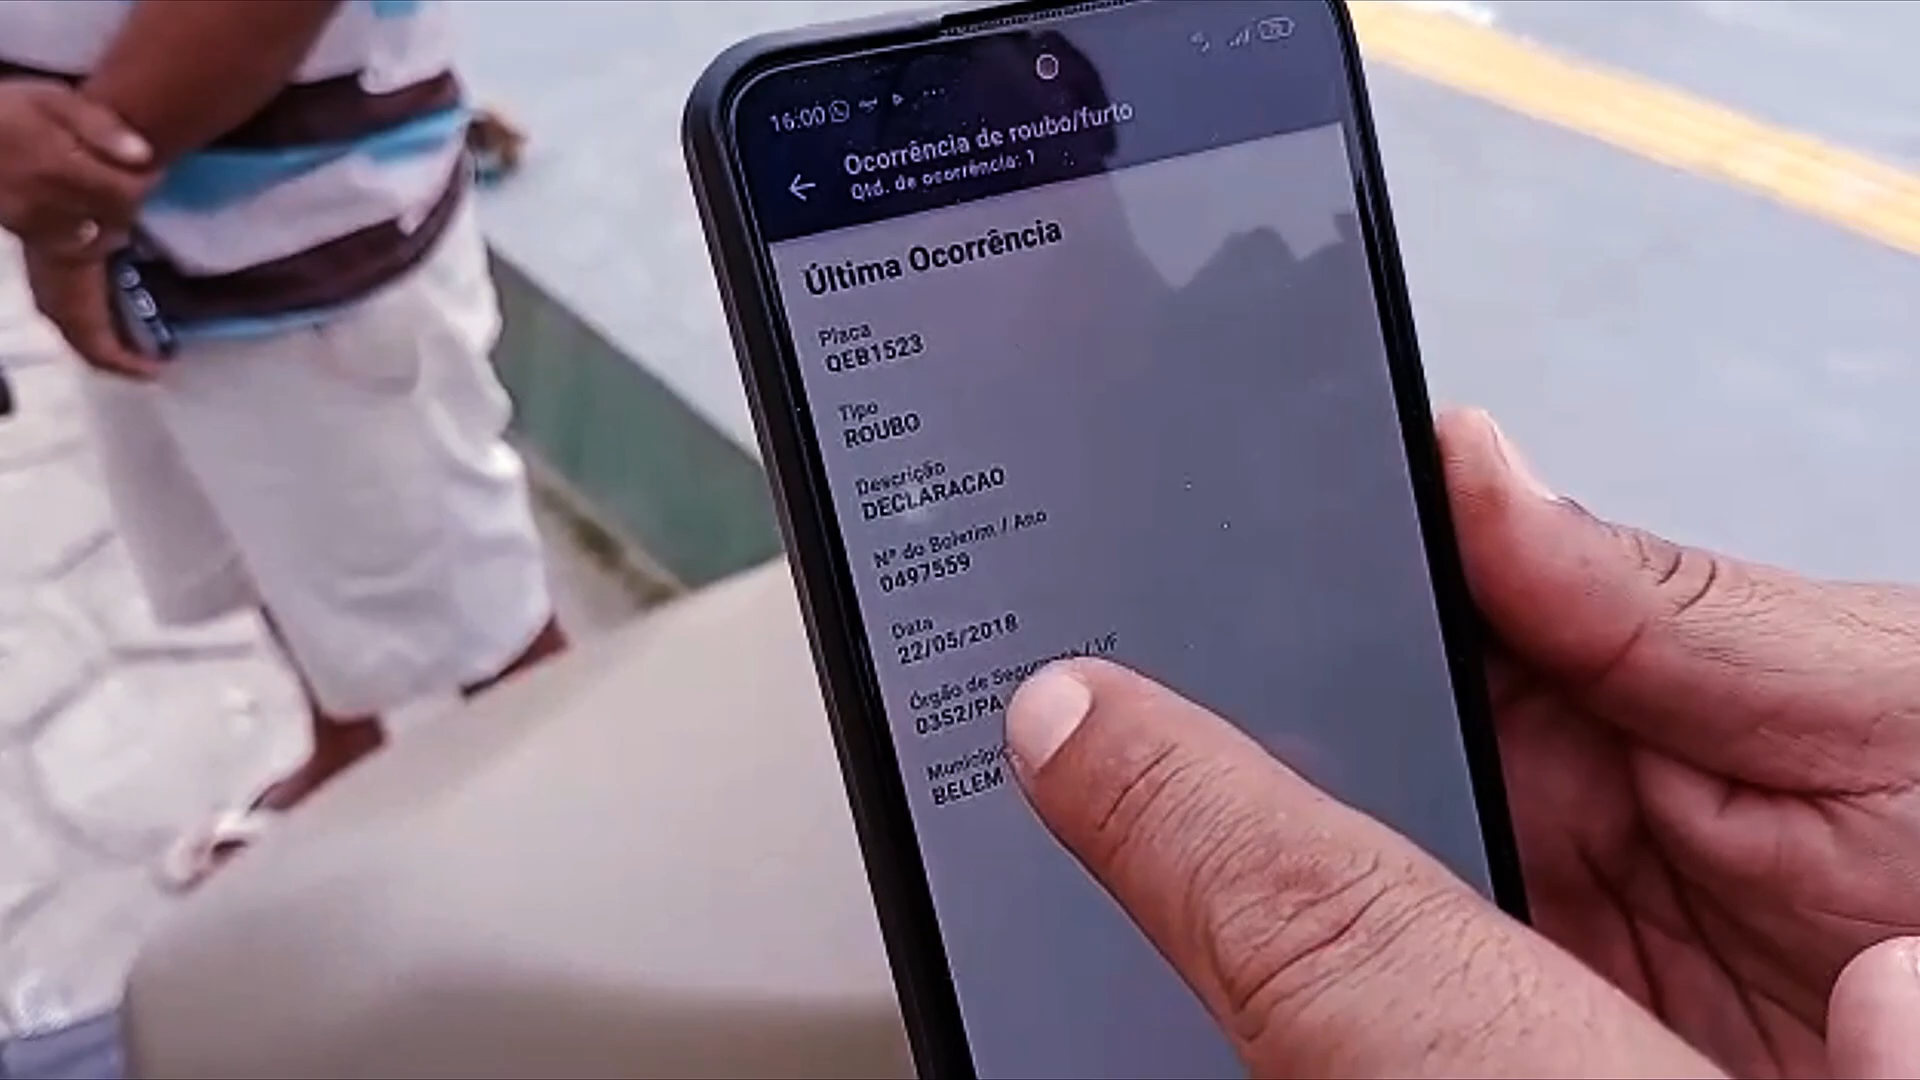 16:00
Ocorrência de roubo/furto
Qtd. de ocorrência: 1
Última Ocorrência
Placa
QEB1523
Tipo
ROUBO
Descrição
DECLARACAO
Nº do Boletim / Ano
0497559
Data
22/05/2018
Órgão de / UF
0352/PA
BELEM